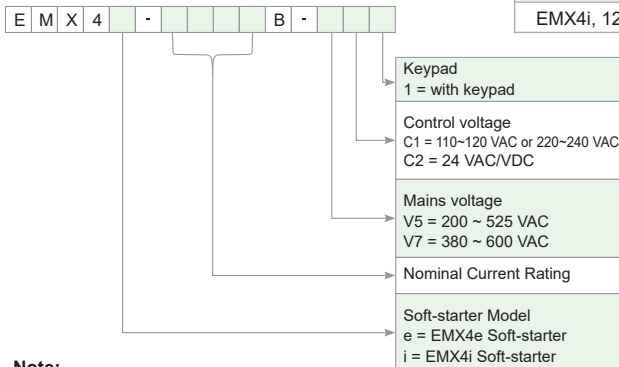 EMX4 - B -
EMX4i, 12
Keypad
1 = with keypad
Control voltage
C1 = 110~120 VAC or 220~240 VAC
C2 = 24 VAC/VDC
Mains voltage
V5 = 200 ~ 525 VAC
V7 = 380 ~ 600 VAC
Nominal Current Rating
Soft-starter Model
e = EMX4e Soft-starter
i = EMX4i Soft-starter
Note: